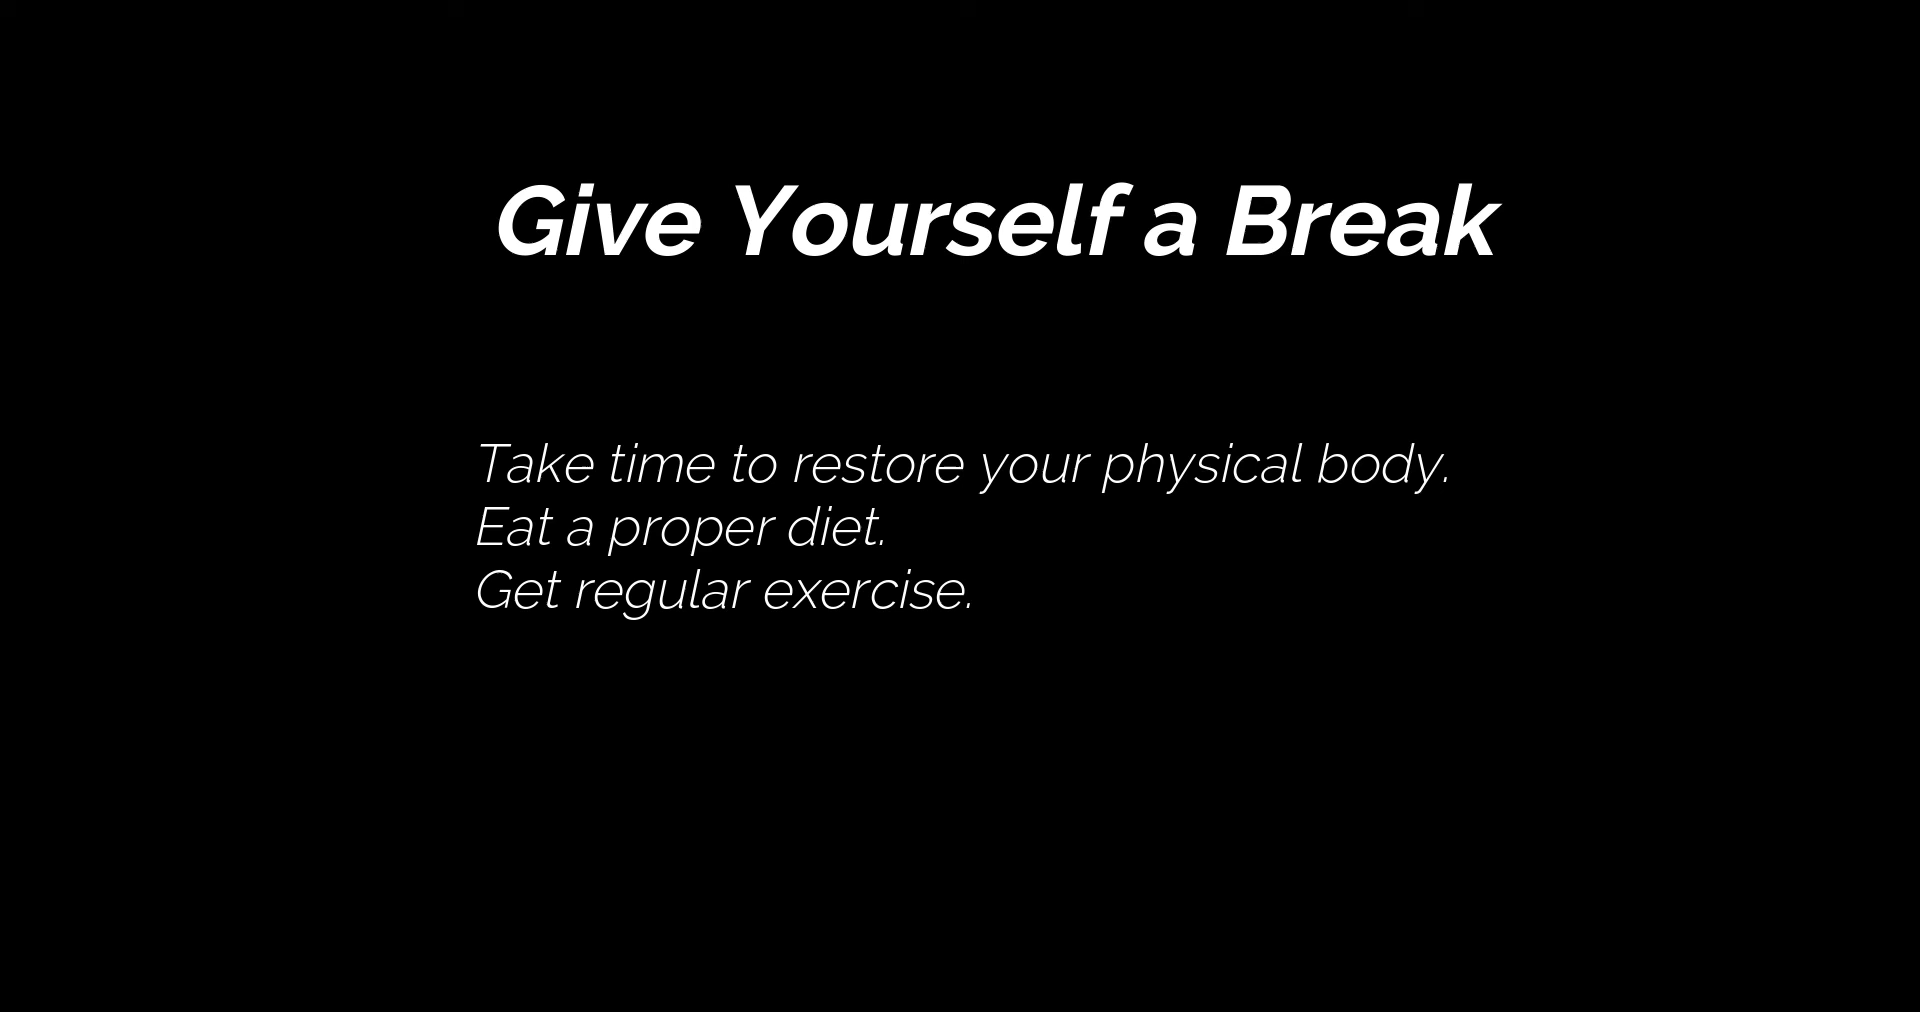 Give Yourself a Break
Take time to restore your physical body.
Eat a proper diet.
Get regular exercise.